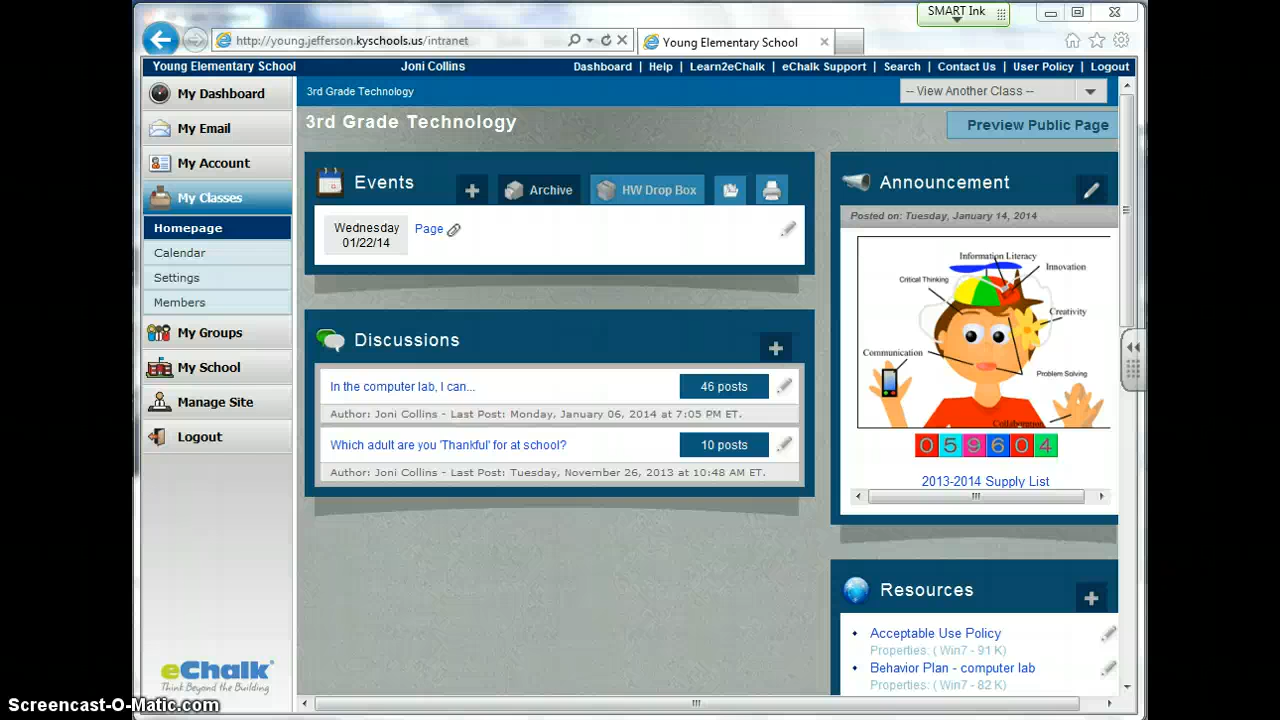 SMART Ink
http://young.jefferson.kyschools.us/intranet
Young Elementary School
Young Elementary School
Joni Collins
Dashboard | Help | Learn2eChalk | eChalk Support | Search | Contact Us | User Policy | Logout
My Dashboard
My Email
My Account
My Classes
Homepage
Calendar
Settings
Members
My Groups
My School
Manage Site
Logout
eChalk
Think Beyond the Building
3rd Grade Technology
-- View Another Class --
3rd Grade Technology
Preview Public Page
Events
Archive
HW Drop Box
Wednesday
01/22/14
Page
Discussions
In the computer lab, I can...
46 posts
Author: Joni Collins - Last Post: Monday, January 06, 2014 at 7:05 PM ET.
Which adult are you 'Thankful' for at school?
10 posts
Author: Joni Collins - Last Post: Tuesday, November 26, 2013 at 10:48 AM ET.
Announcement
Posted on: Tuesday, January 14, 2014
Information Literacy
Critical Thinking
Innovation
Creativity
Communication
Problem Solving
Collaboration
059604
2013-2014 Supply List
Resources
Acceptable Use Policy
Properties: ( Win7 - 91 K)
Behavior Plan - computer lab
Properties: ( Win7 - 82 K)
Screencast-O-Matic.com